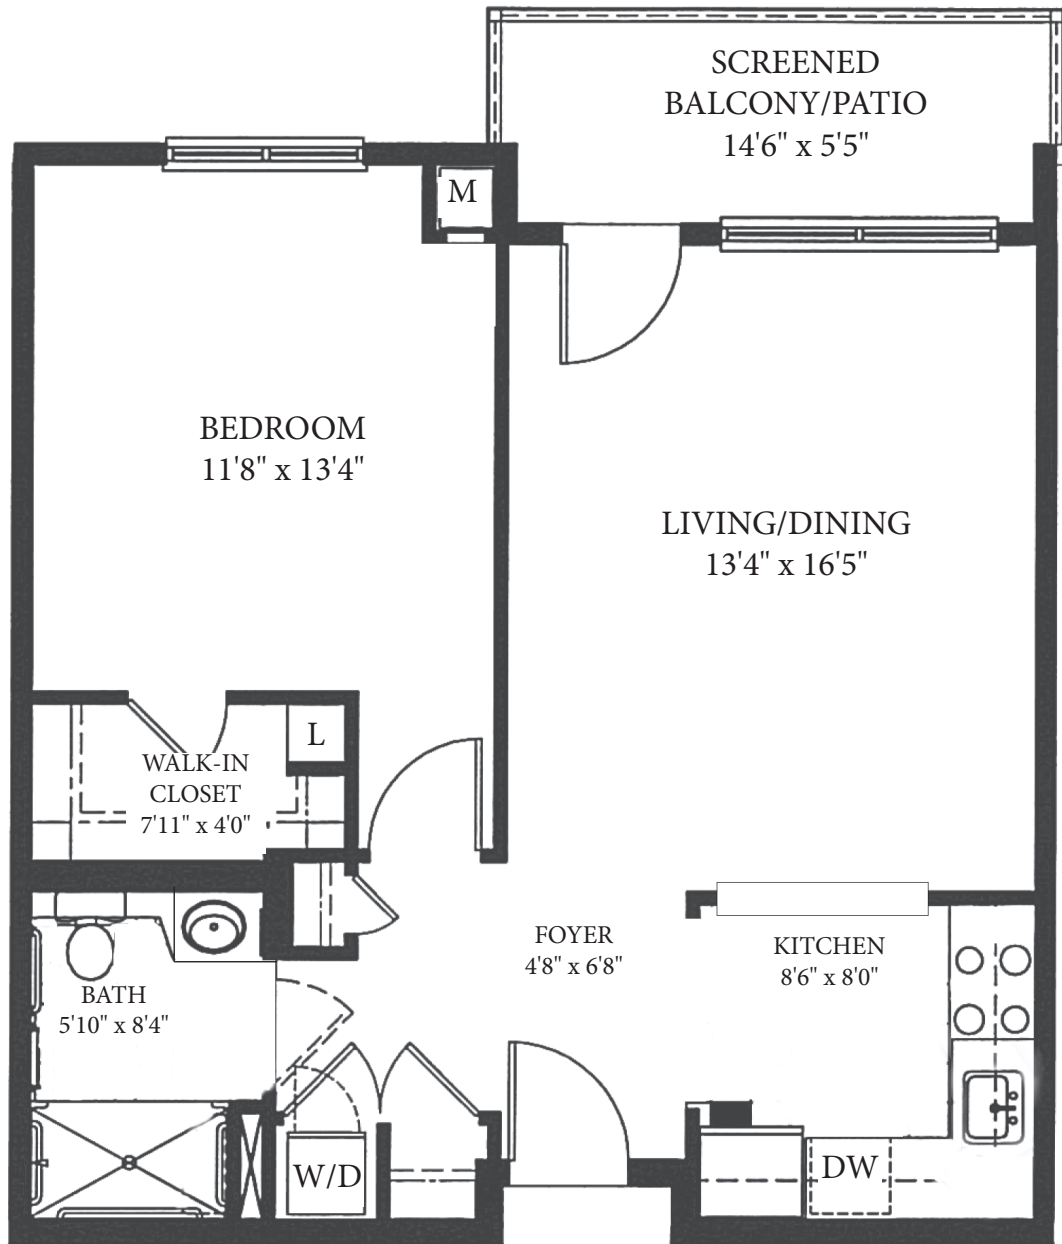 SCREENED
BALCONY/PATIO
14'6" x 5'5"
M
BEDROOM
11'8" x 13'4"
LIVING/DINING
13'4" x 16'5"
L
WALK-IN
CLOSET
7'11" x 4'0"
FOYER
4'8" x 6'8"
KITCHEN
8'6" x 8'0"
BATH
5'10" x 8'4"
W/D
DW